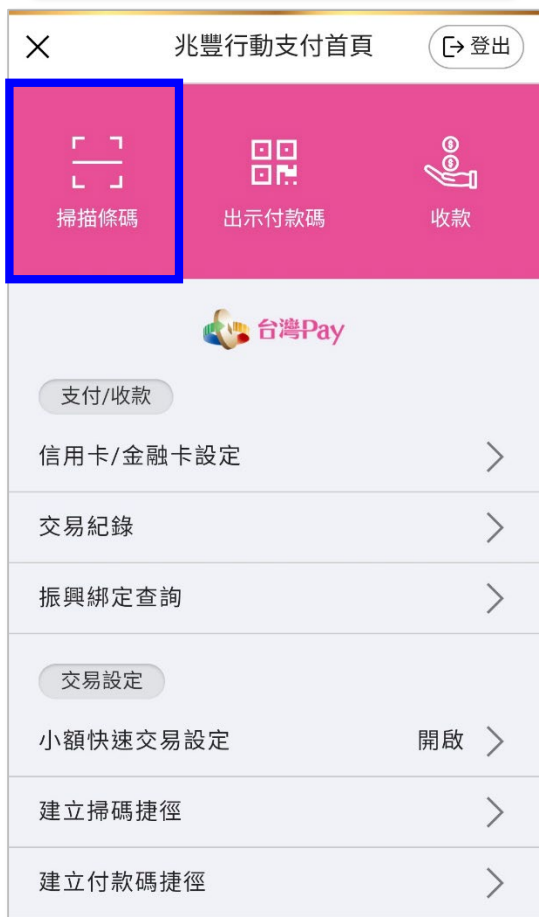 兆豐行動支付首頁
登出
掃描條碼
出示付款碼
收款
台灣Pay
支付/收款
信用卡/金融卡設定
交易紀錄
振興綁定查詢
交易設定
小額快速交易設定 開啟
建立掃碼捷徑
建立付款碼捷徑